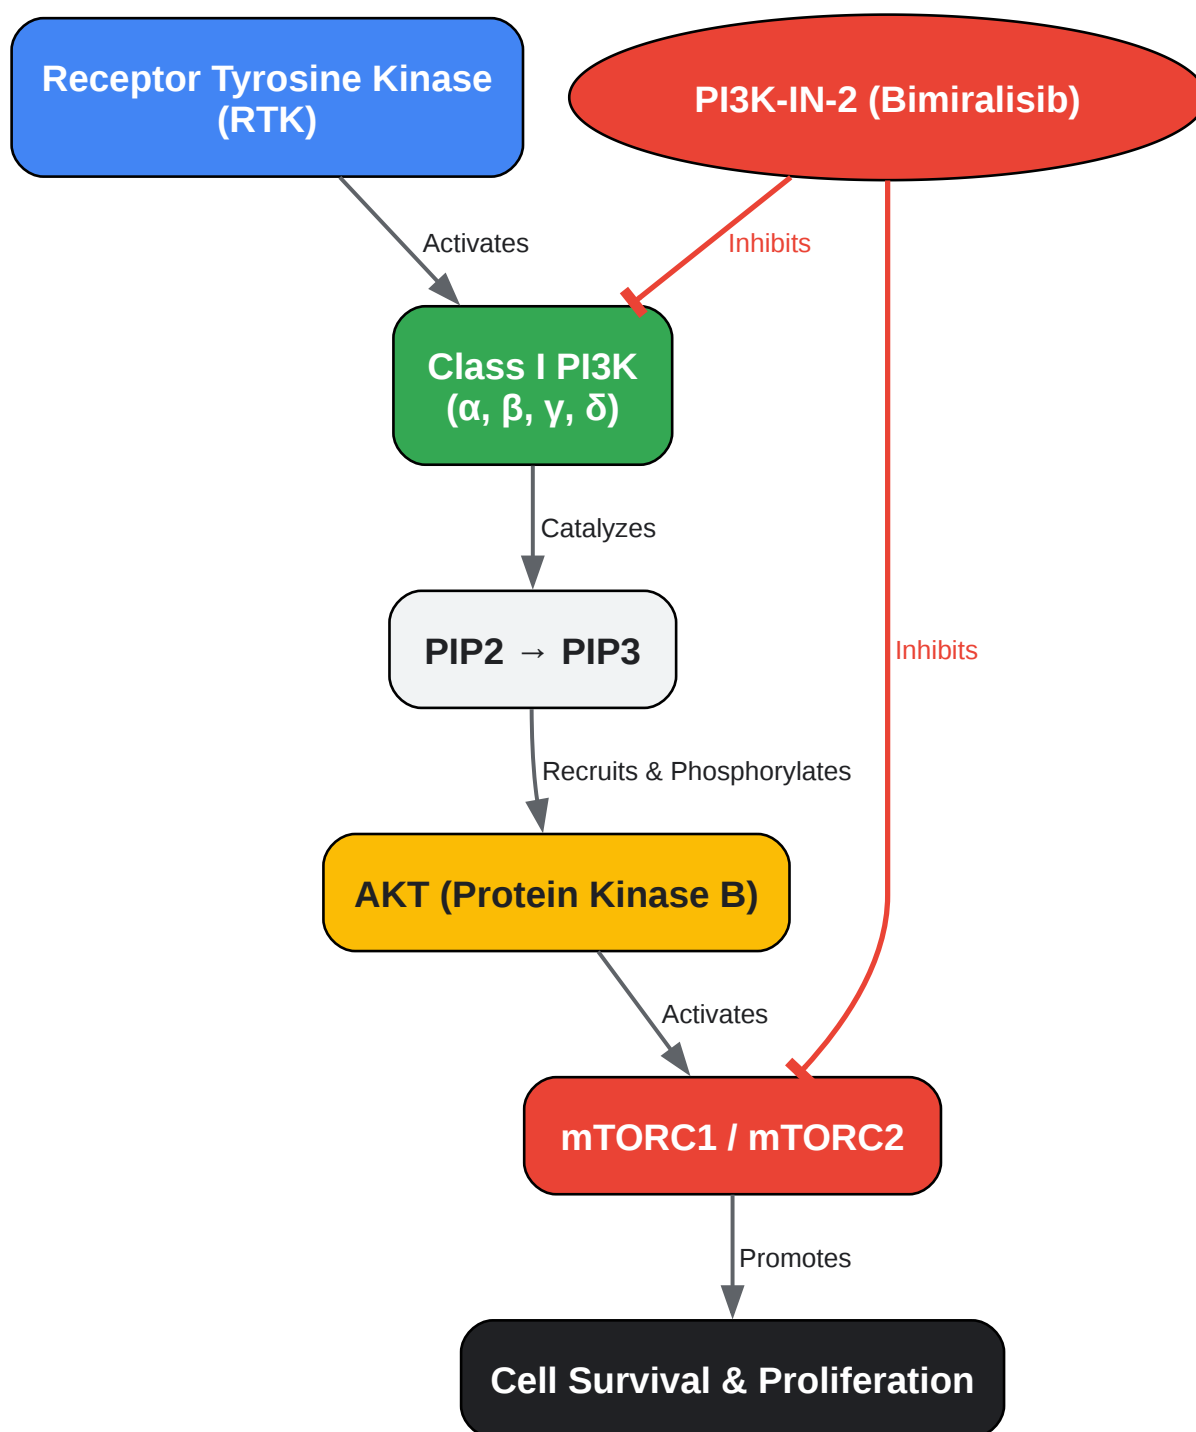 Receptor Tyrosine Kinase
(RTK)
PI3K-IN-2 (Bimiralisib)
Activates
Inhibits
Class I PI3K
(α, β, γ, δ)
Catalyzes
PIP2 → PIP3
Inhibits
Recruits & Phosphorylates
AKT (Protein Kinase B)
Activates
mTORC1 / mTORC2
Promotes
Cell Survival & Proliferation